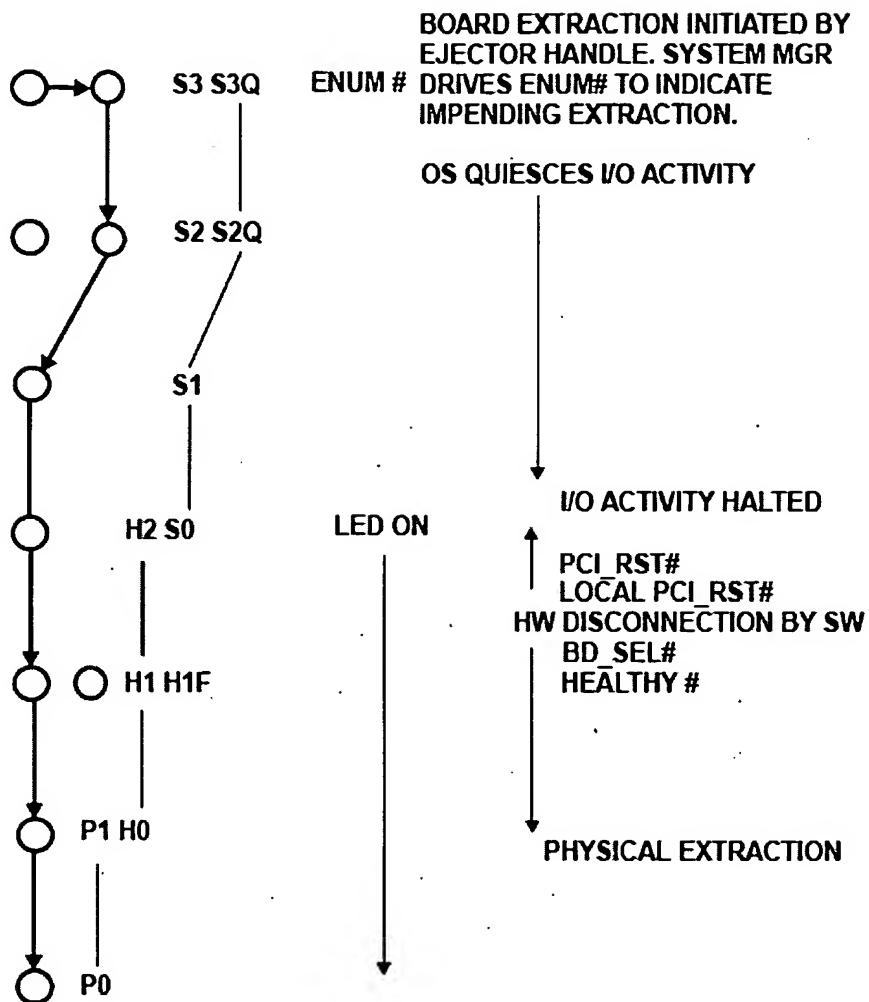 BOARD EXTRACTION INITIATED BY
EJECTOR HANDLE. SYSTEM MGR
S3 S3Q ENUM # DRIVES ENUM# TO INDICATE
IMPENDING EXTRACTION.
OS QUIESCES I/O ACTIVITY
S2 S2Q
S1
I/O ACTIVITY HALTED
H2 S0 LED ON
PCI_RST#
LOCAL PCI_RST#
HW DISCONNECTION BY SW
BD_SEL#
H1 H1F HEALTHY #
P1 H0
PHYSICAL EXTRACTION
P0